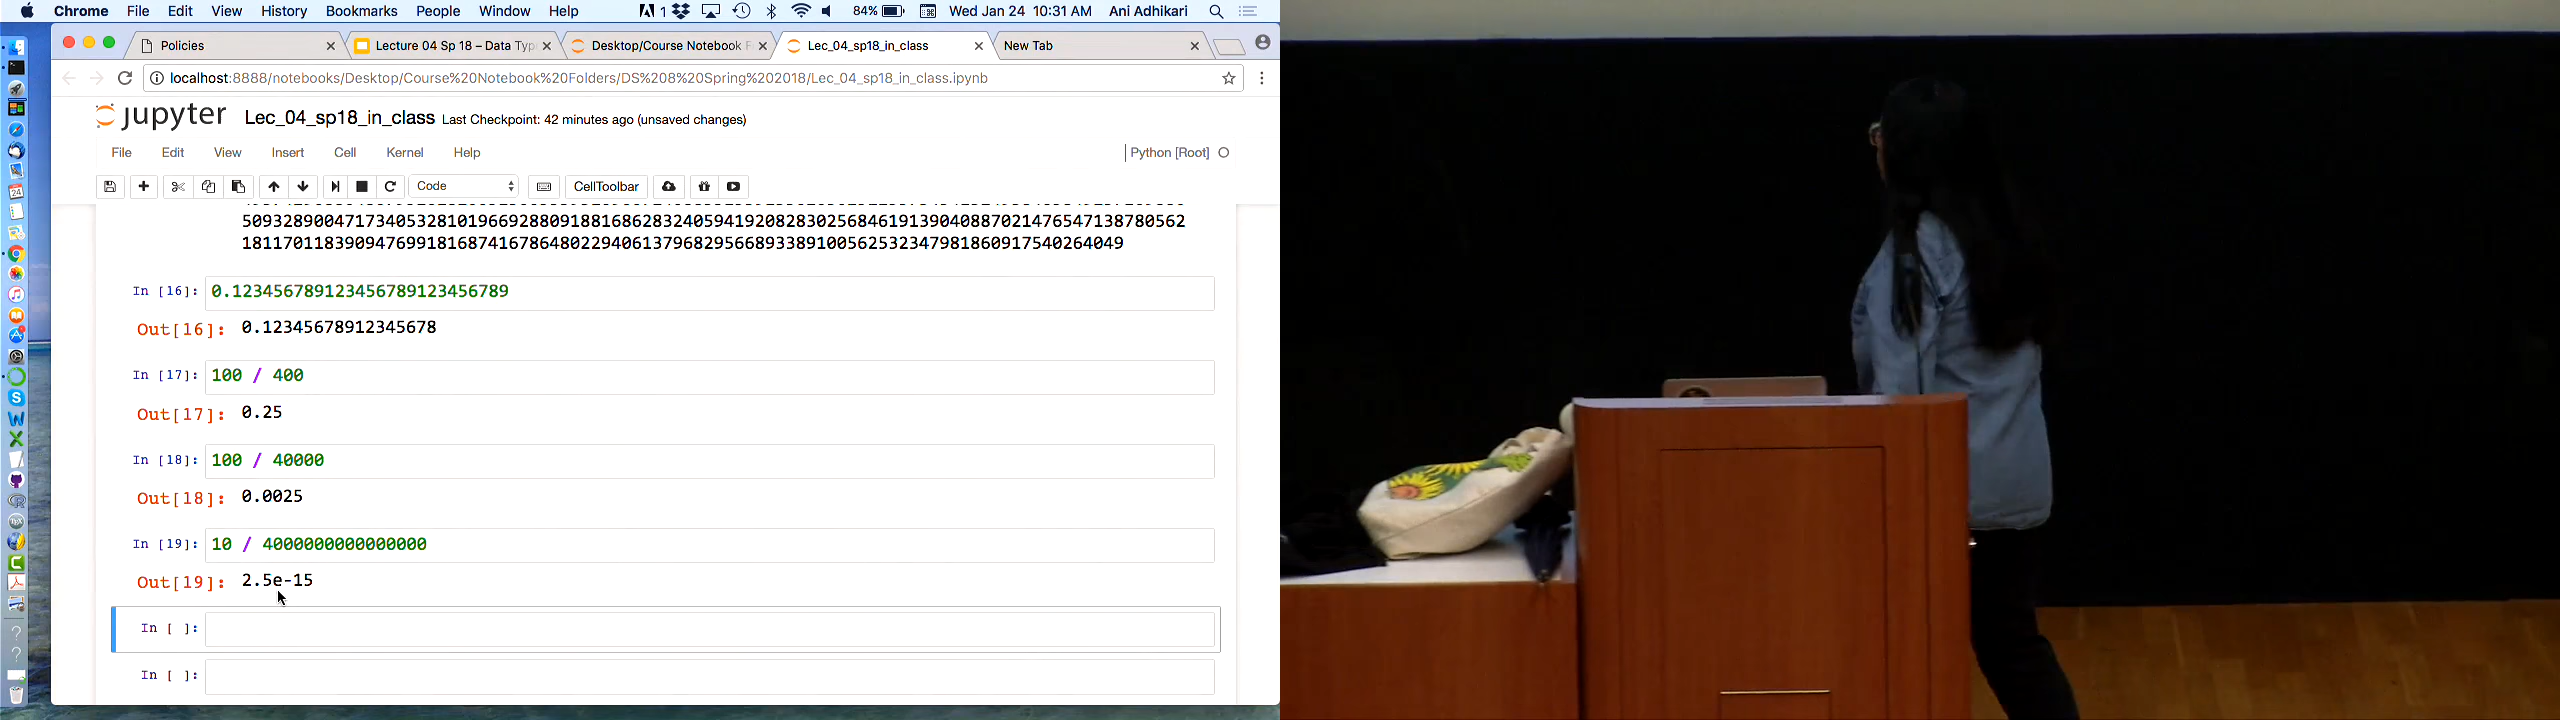 Chrome File Edit View History Bookmarks People Window Help 1 84% Wed Jan 24 10:31 AM Ani Adhikari
Policies Lecture 04 Sp 18 – Data Typ Desktop/Course Notebook F Lec_04_sp18_in_class New Tab
localhost:8888/notebooks/Desktop/Course%20Notebook%20Folders/DS%208%20Spring%202018/Lec_04_sp18_in_class.ipynb
jupyter Lec_04_sp18_in_class Last Checkpoint: 42 minutes ago (unsaved changes)
File Edit View Insert Cell Kernel Help Python [Root]
Code CellToolbar
50932890047173405328101966928809188168628324059419208283025684619139040887021476547138780562
18117011839094769918168741678648022940613796829566893389100562532347981860917540264049
In [16]: 0.123456789123456789123456789
Out[16]: 0.12345678912345678
In [17]: 100 / 400
Out[17]: 0.25
In [18]: 100 / 40000
Out[18]: 0.0025
In [19]: 10 / 4000000000000000
Out[19]: 2.5e-15
In [ ]:
In [ ]: